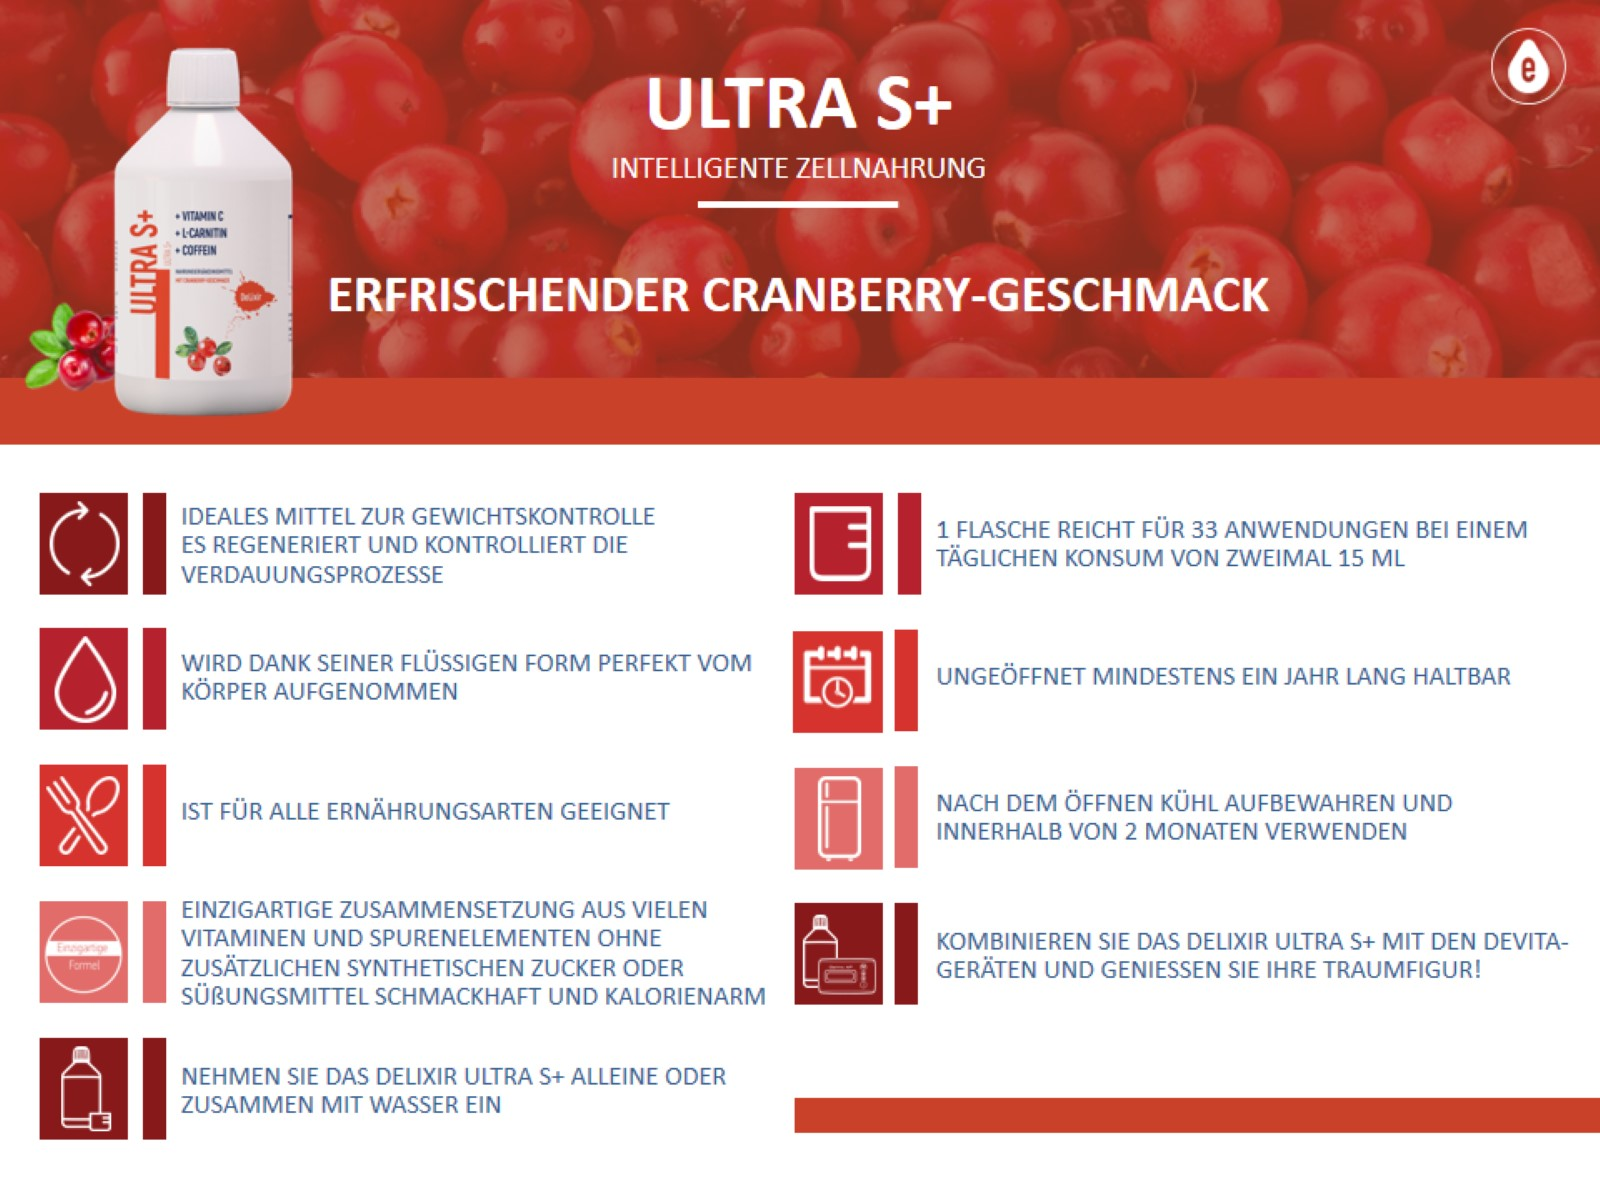 ULTRA S+
INTELLIGENTE ZELLNAHRUNG
ERFRISCHENDER CRANBERRY-GESCHMACK
e
ULTRA S+
+ VITAMIN C
+ L-CARNITIN
+ COFFEIN
NAHRUNGSERGÄNZUNGSMITTEL
MIT CRANBERRY-GESCHMACK
DeLixir
IDEALES MITTEL ZUR GEWICHTSKONTROLLE
ES REGENERIERT UND KONTROLLIERT DIE
VERDAUUNGSPROZESSE
WIRD DANK SEINER FLÜSSIGEN FORM PERFEKT VOM
KÖRPER AUFGENOMMEN
IST FÜR ALLE ERNÄHRUNGSARTEN GEEIGNET
Einzigartige
Formel
EINZIGARTIGE ZUSAMMENSETZUNG AUS VIELEN
VITAMINEN UND SPURENELEMENTEN OHNE
ZUSÄTZLICHEN SYNTHETISCHEN ZUCKER ODER
SÜßUNGSMITTEL SCHMACKHAFT UND KALORIENARM
NEHMEN SIE DAS DELIXIR ULTRA S+ ALLEINE ODER
ZUSAMMEN MIT WASSER EIN
1 FLASCHE REICHT FÜR 33 ANWENDUNGEN BEI EINEM
TÄGLICHEN KONSUM VON ZWEIMAL 15 ML
UNGEÖFFNET MINDESTENS EIN JAHR LANG HALTBAR
NACH DEM ÖFFNEN KÜHL AUFBEWAHREN UND
INNERHALB VON 2 MONATEN VERWENDEN
KOMBINIEREN SIE DAS DELIXIR ULTRA S+ MIT DEN DEVITA-
GERÄTEN UND GENIESSEN SIE IHRE TRAUMFIGUR!